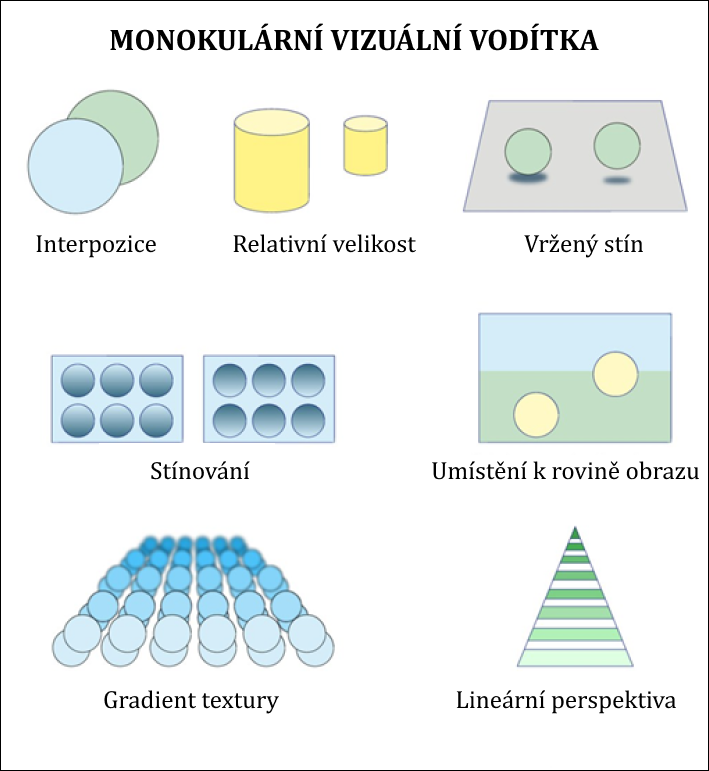 MONOKULÁRNÍ VIZUÁLNÍ VODÍTKA
Interpozice
Relativní velikost
Vržený stín
Stínování
Umístění k rovině obrazu
Gradient textury
Lineární perspektiva